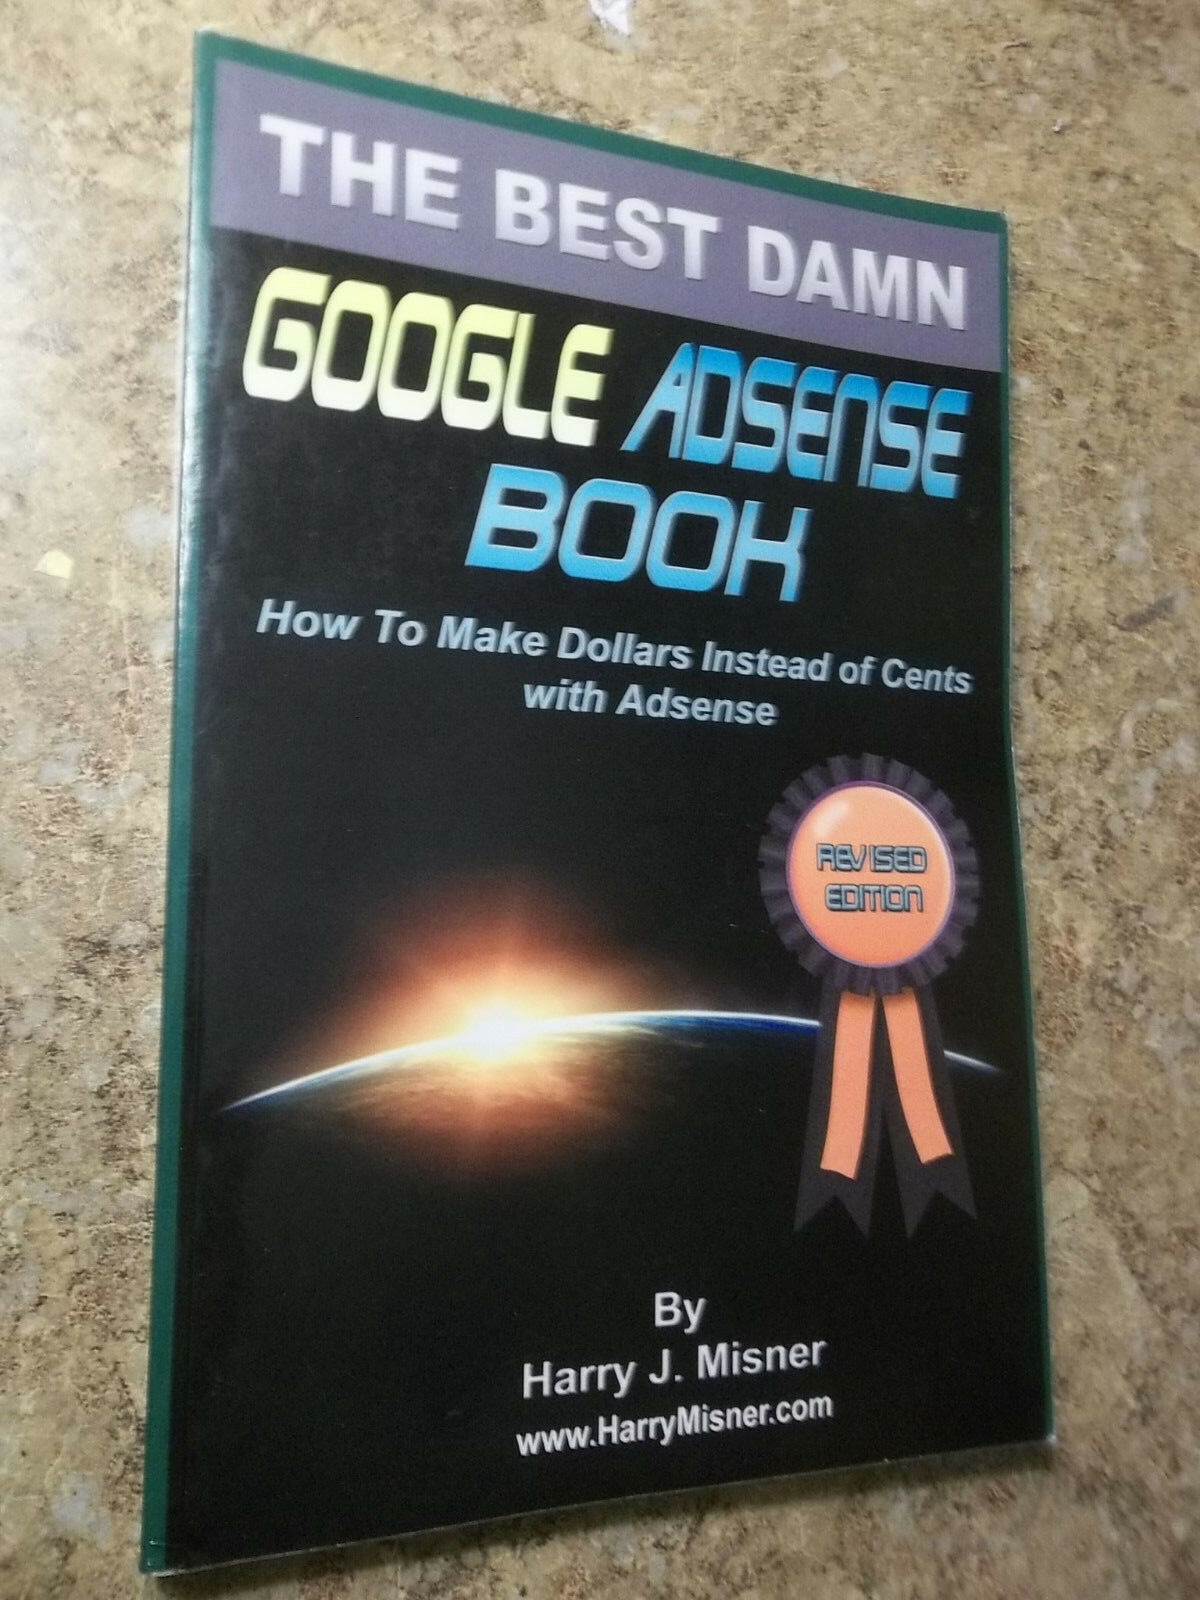 THE BEST DAMN
GOOGLE ADSENSE
BOOK
How To Make Dollars Instead of Cents
with Adsense
REVISED
EDITION
By
Harry J. Misner
www.HarryMisner.com